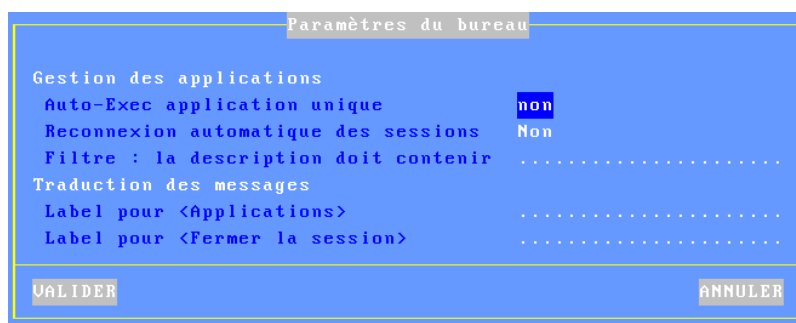 Paramètres du bureau
Gestion des applications
Auto-Exec application unique non
Reconnexion automatique des sessions Non
Filtre : la description doit contenir ......................
Traduction des messages
Label pour <Applications> ......................
Label pour <Fermer la session> ......................
VALIDER ANNULER